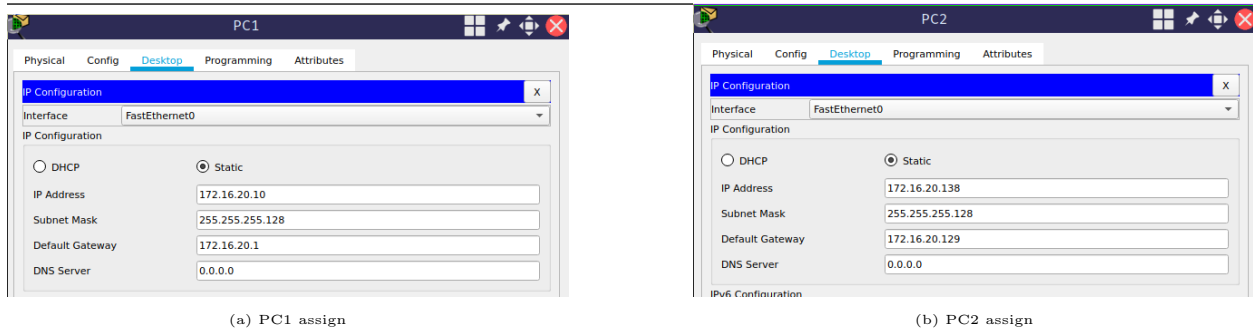 PC1
Physical Config Desktop Programming Attributes
IP Configuration X
Interface FastEthernet0
IP Configuration
DHCP Static
IP Address 172.16.20.10
Subnet Mask 255.255.255.128
Default Gateway 172.16.20.1
DNS Server 0.0.0.0
(a) PC1 assign
PC2
Physical Config Desktop Programming Attributes
IP Configuration X
Interface FastEthernet0
IP Configuration
DHCP Static
IP Address 172.16.20.138
Subnet Mask 255.255.255.128
Default Gateway 172.16.20.129
DNS Server 0.0.0.0
IPv6 Configuration
(b) PC2 assign